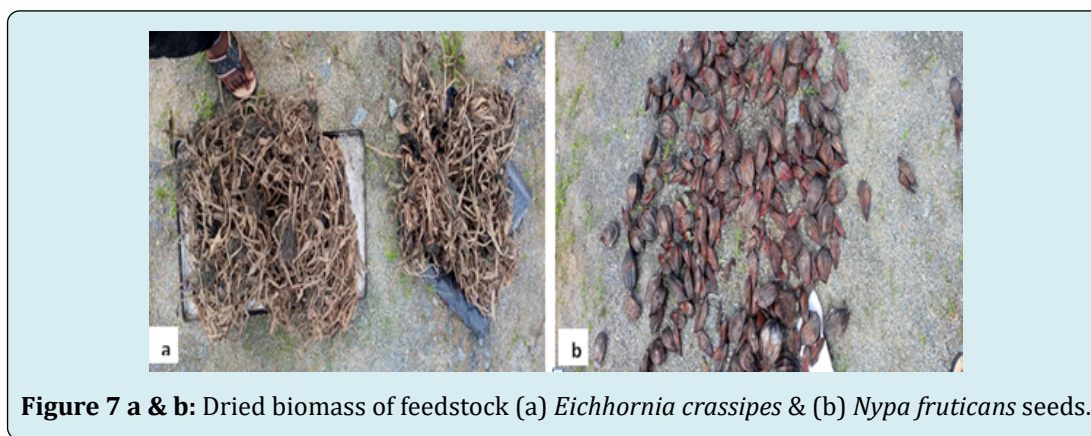 a
b
Figure 7 a & b: Dried biomass of feedstock (a) Eichhornia crassipes & (b) Nypa fruticans seeds.